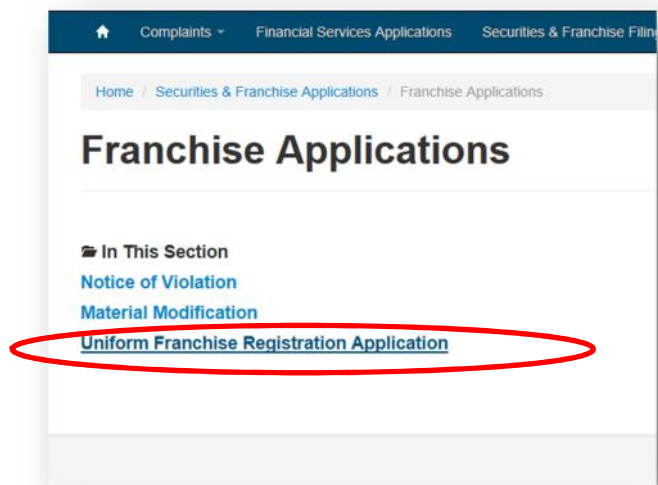 Complaints Financial Services Applications Securities & Franchise
Home / Securities & Franchise Applications / Franchise Applications
Franchise Applications
In This Section
Notice of Violation
Material Modification
Uniform Franchise Registration Application